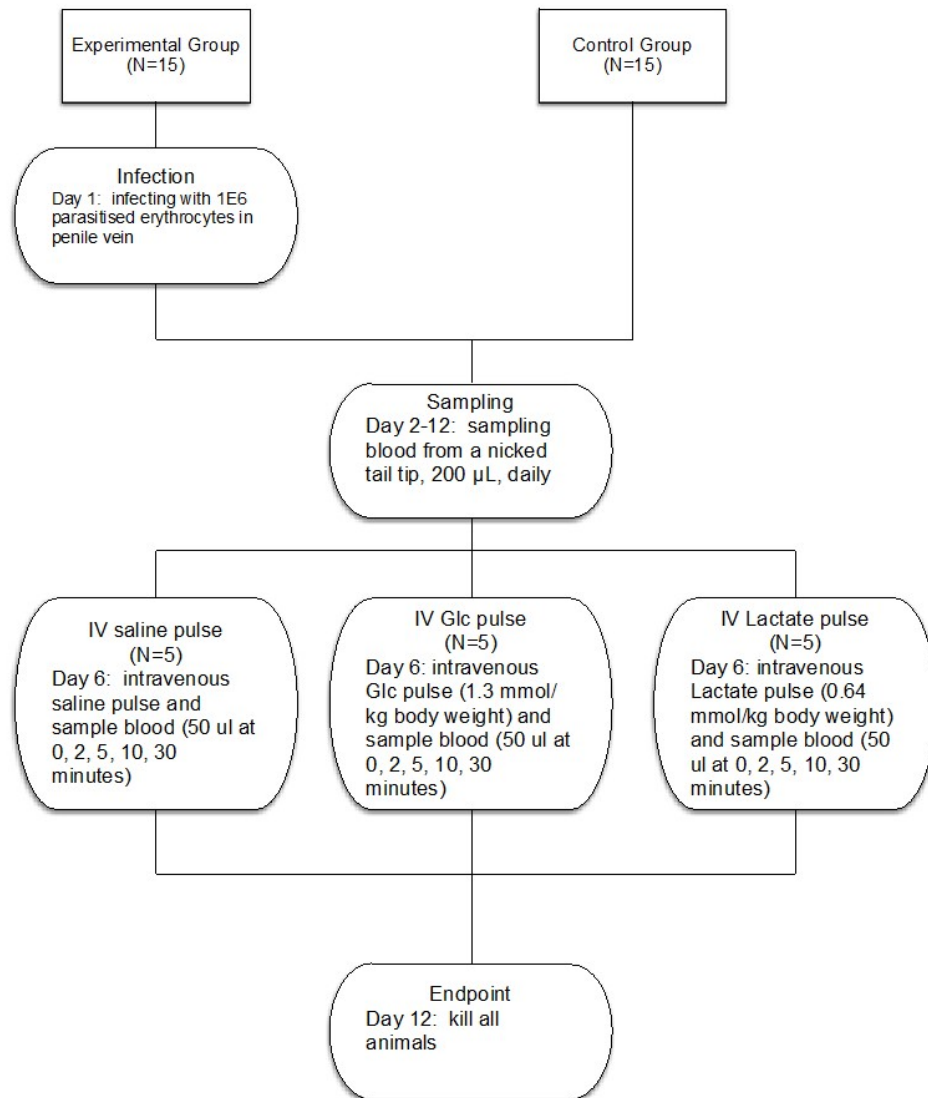 Experimental Group
(N=15)
Control Group
(N=15)
Infection
Day 1:  infecting with 1E6
parasitised erythrocytes in
penile vein
Sampling
Day 2-12:  sampling
blood from a nicked
tail tip, 200 µL, daily
IV saline pulse
(N=5)
Day 6:  intravenous
saline pulse and
sample blood (50 ul at
0, 2, 5, 10, 30
minutes)
IV Glc pulse
(N=5)
Day 6: intravenous
Glc pulse (1.3 mmol/
kg body weight) and
sample blood (50 ul at
0, 2, 5, 10, 30
minutes)
IV Lactate pulse
(N=5)
Day 6: intravenous
Lactate pulse (0.64
mmol/kg body weight)
and sample blood (50
ul at 0, 2, 5, 10, 30
minutes)
Endpoint
Day 12:  kill all
animals